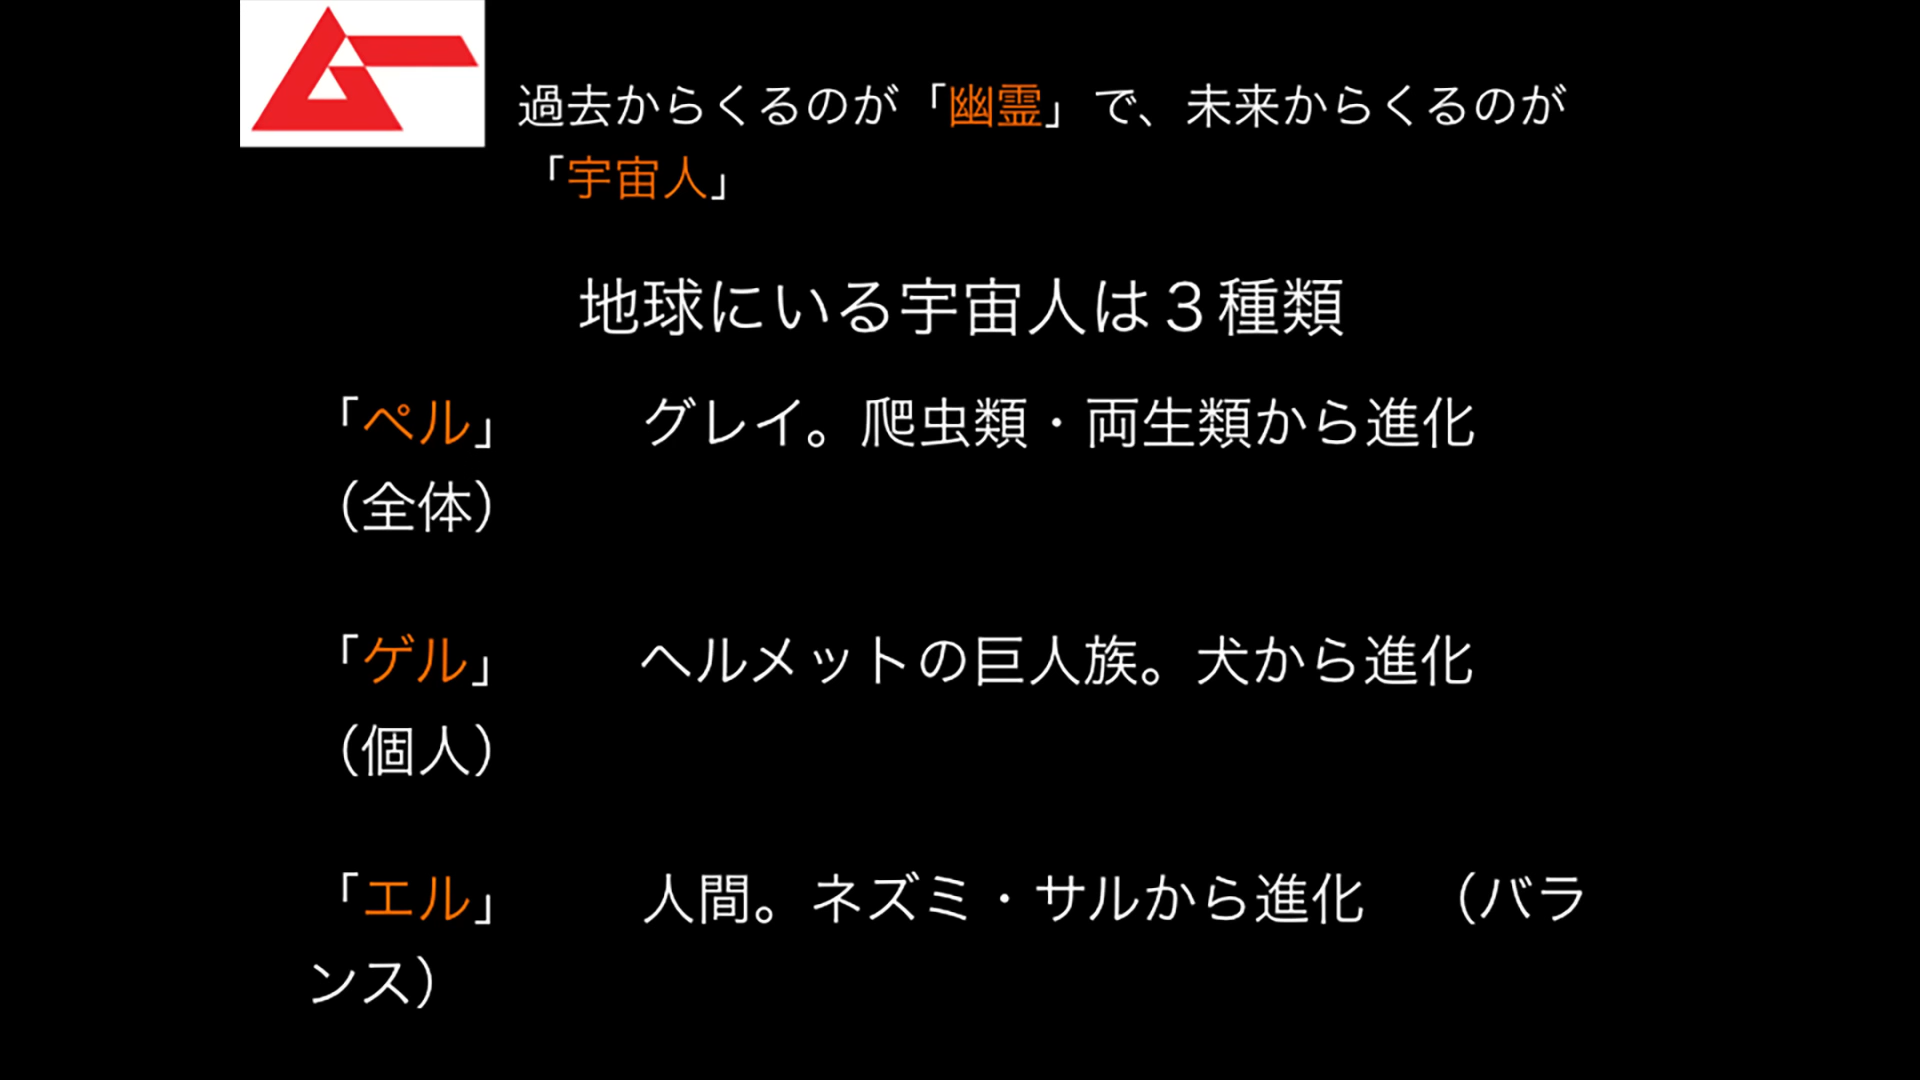 ムー
過去からくるのが「幽霊」で、未来からくるのが
「宇宙人」
地球にいる宇宙人は３種類
「ペル」　　グレイ。爬虫類・両生類から進化
（全体）
「ゲル」　　ヘルメットの巨人族。犬から進化
（個人）
「エル」　　人間。ネズミ・サルから進化　（バラ
ンス）